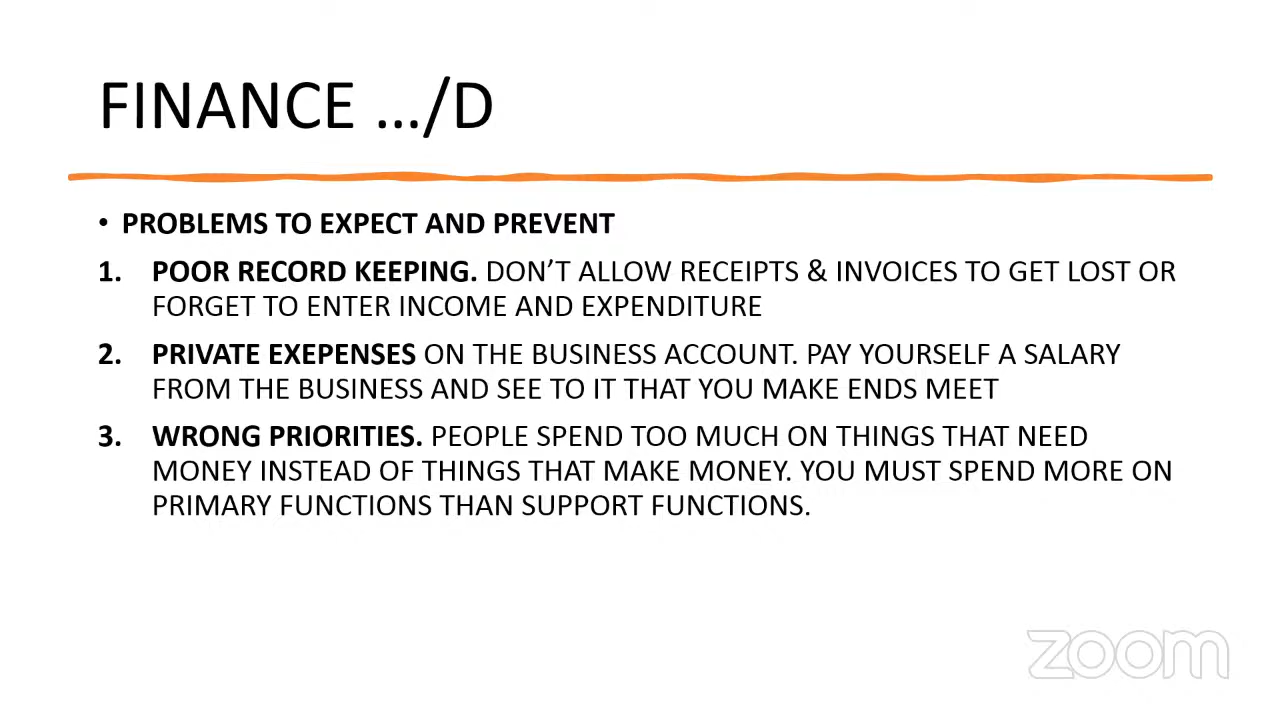 FINANCE .../D
• PROBLEMS TO EXPECT AND PREVENT
1. POOR RECORD KEEPING. DON'T ALLOW RECEIPTS & INVOICES TO GET LOST OR
FORGET TO ENTER INCOME AND EXPENDITURE
2. PRIVATE EXEPENSES ON THE BUSINESS ACCOUNT. PAY YOURSELF A SALARY
FROM THE BUSINESS AND SEE TO IT THAT YOU MAKE ENDS MEET
3. WRONG PRIORITIES. PEOPLE SPEND TOO MUCH ON THINGS THAT NEED
MONEY INSTEAD OF THINGS THAT MAKE MONEY. YOU MUST SPEND MORE ON
PRIMARY FUNCTIONS THAN SUPPORT FUNCTIONS.
zoom